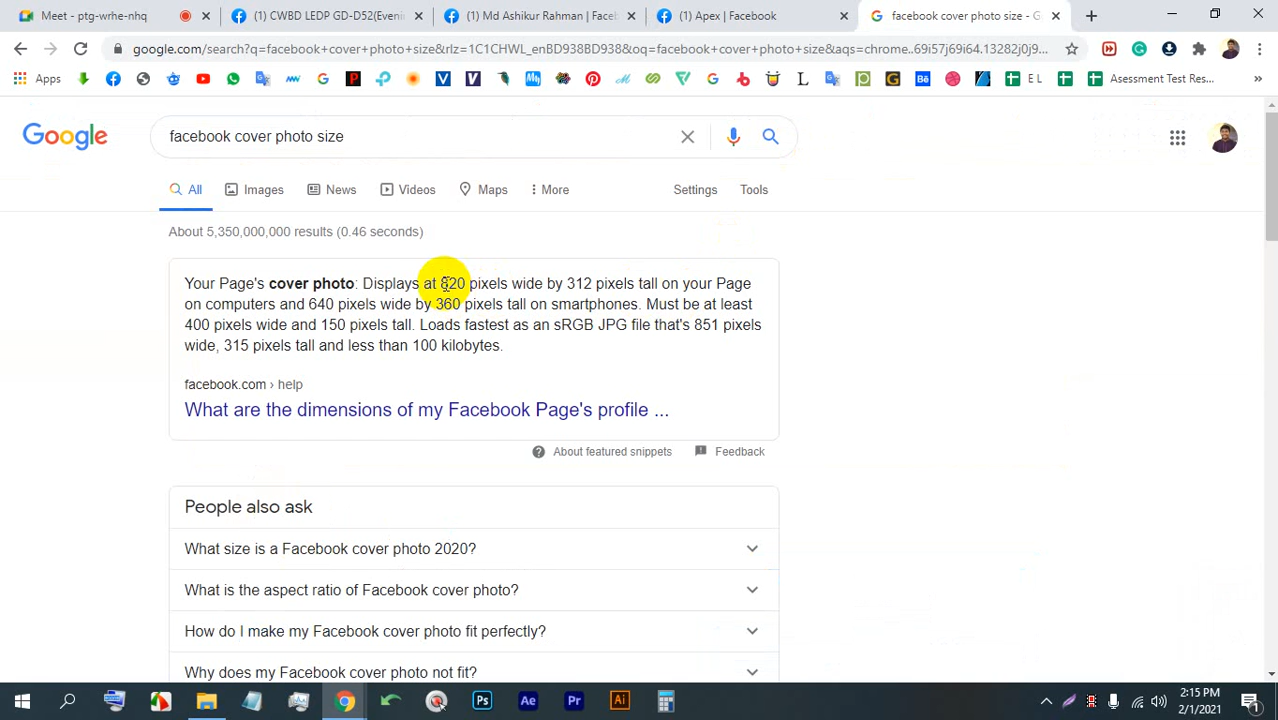 Meet - ptg-wrhe-nhq
(1) CWBD LEDP GD-D52(Eveni
(1) Md Ashikur Rahman | Facel
(1) Apex | Facebook
facebook cover photo size - G
google.com/search?q=facebook+cover+photo+size&rlz=1C1CHWL_enBD938BD938&oq=facebook+cover+photo+size&aqs=chrome..69i57j69i64.13282j0j9...
Apps
E L
Asessment Test Res...
Google
facebook cover photo size
All
Images
News
Videos
Maps
More
Settings
Tools
About 5,350,000,000 results (0.46 seconds)
Your Page's cover photo: Displays at 820 pixels wide by 312 pixels tall on your Page
on computers and 640 pixels wide by 360 pixels tall on smartphones. Must be at least
400 pixels wide and 150 pixels tall. Loads fastest as an sRGB JPG file that's 851 pixels
wide, 315 pixels tall and less than 100 kilobytes.
facebook.com › help
What are the dimensions of my Facebook Page's profile ...
About featured snippets
Feedback
People also ask
What size is a Facebook cover photo 2020?
What is the aspect ratio of Facebook cover photo?
How do I make my Facebook cover photo fit perfectly?
Why does my Facebook cover photo not fit?
Ps
Ae
Pr
Ai
2:15 PM
2/1/2021